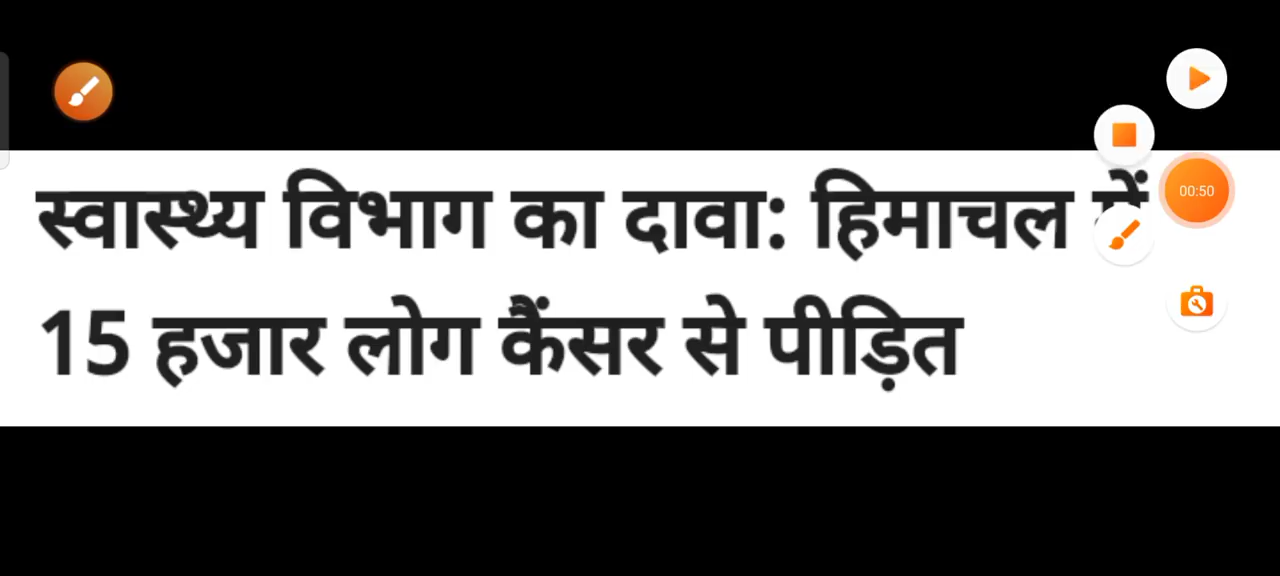 स्वास्थ्य विभाग का दावा: हिमाचल में
00:50
15 हजार लोग कैंसर से पीड़ित